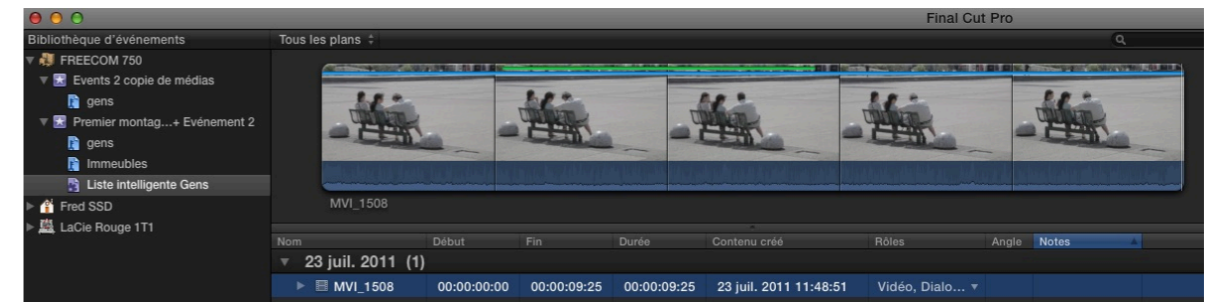 Final Cut Pro
Bibliothèque d'événements
Tous les plans
FREECOM 750
Events 2 copie de médias
gens
Premier montag...+ Evénement 2
gens
Immeubles
Liste intelligente Gens
Fred SSD
LaCie Rouge 1T1
MVI_1508
Nom Début Fin Durée Contenu créé Rôles Angle Notes
23 juil. 2011 (1)
MVI_1508 00:00:00:00 00:00:09:25 00:00:09:25 23 juil. 2011 11:48:51 Vidéo, Dialo...